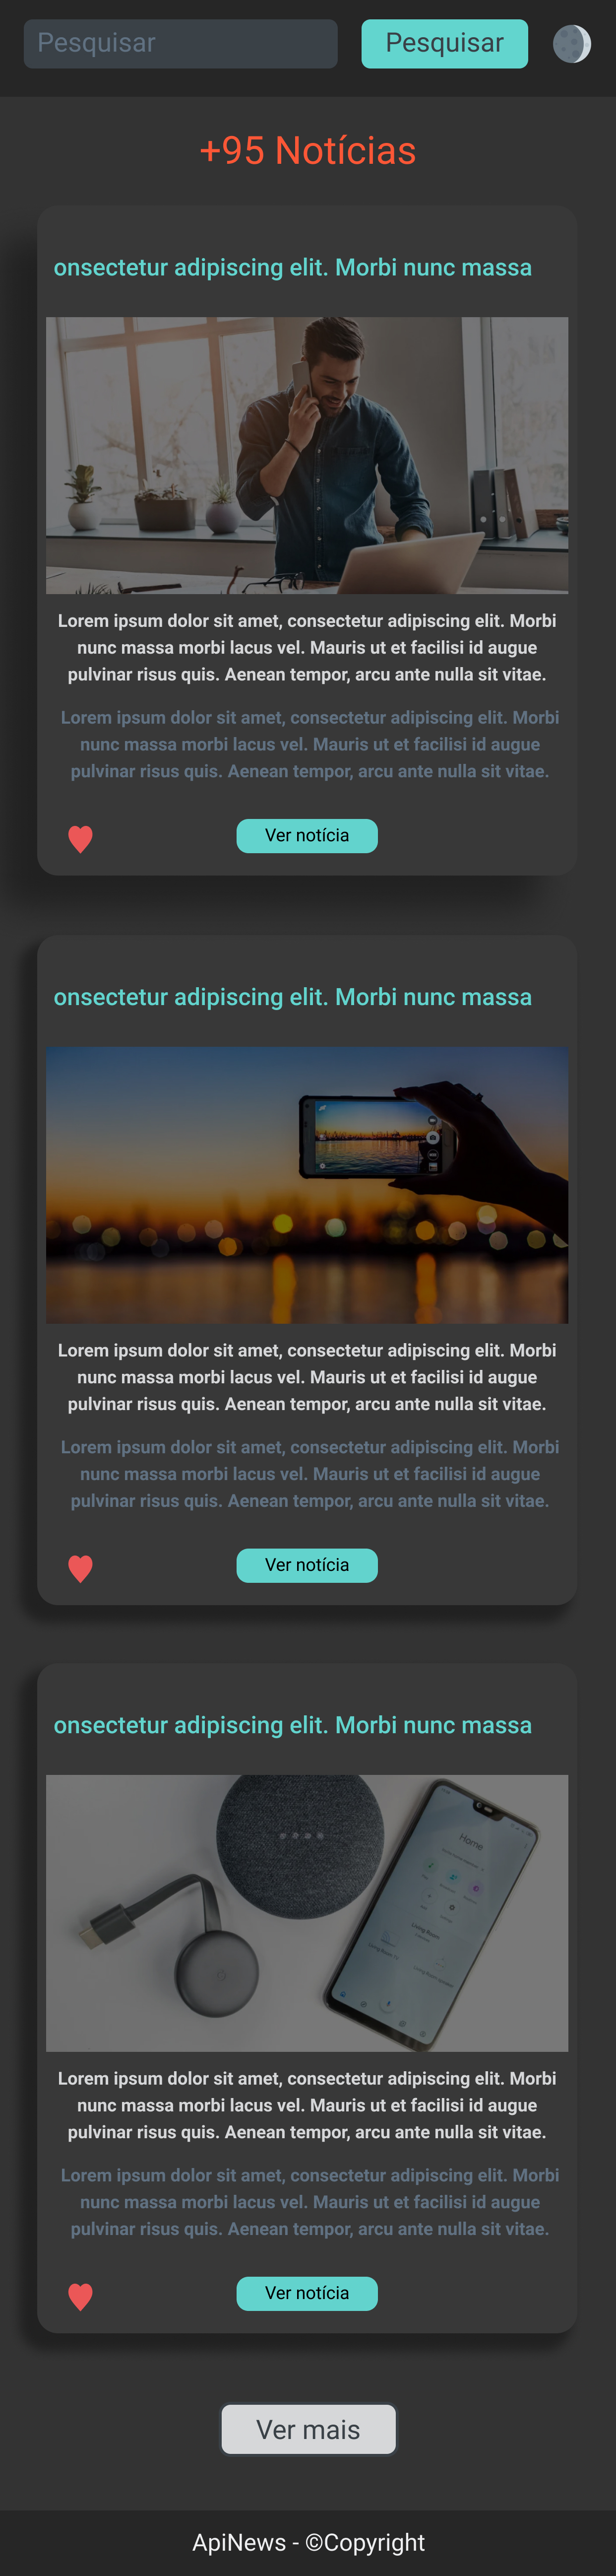 Pesquisar
Pesquisar
+95 Notícias
onsectetur adipiscing elit. Morbi nunc massa
Lorem ipsum dolor sit amet, consectetur adipiscing elit. Morbi
nunc massa morbi lacus vel. Mauris ut et facilisi id augue
pulvinar risus quis. Aenean tempor, arcu ante nulla sit vitae.
Lorem ipsum dolor sit amet, consectetur adipiscing elit. Morbi
nunc massa morbi lacus vel. Mauris ut et facilisi id augue
pulvinar risus quis. Aenean tempor, arcu ante nulla sit vitae.
Ver notícia
onsectetur adipiscing elit. Morbi nunc massa
Lorem ipsum dolor sit amet, consectetur adipiscing elit. Morbi
nunc massa morbi lacus vel. Mauris ut et facilisi id augue
pulvinar risus quis. Aenean tempor, arcu ante nulla sit vitae.
Lorem ipsum dolor sit amet, consectetur adipiscing elit. Morbi
nunc massa morbi lacus vel. Mauris ut et facilisi id augue
pulvinar risus quis. Aenean tempor, arcu ante nulla sit vitae.
Ver notícia
onsectetur adipiscing elit. Morbi nunc massa
Home
Lorem ipsum dolor sit amet, consectetur adipiscing elit. Morbi
nunc massa morbi lacus vel. Mauris ut et facilisi id augue
pulvinar risus quis. Aenean tempor, arcu ante nulla sit vitae.
Lorem ipsum dolor sit amet, consectetur adipiscing elit. Morbi
nunc massa morbi lacus vel. Mauris ut et facilisi id augue
pulvinar risus quis. Aenean tempor, arcu ante nulla sit vitae.
Ver notícia
Ver mais
ApiNews - ©Copyright